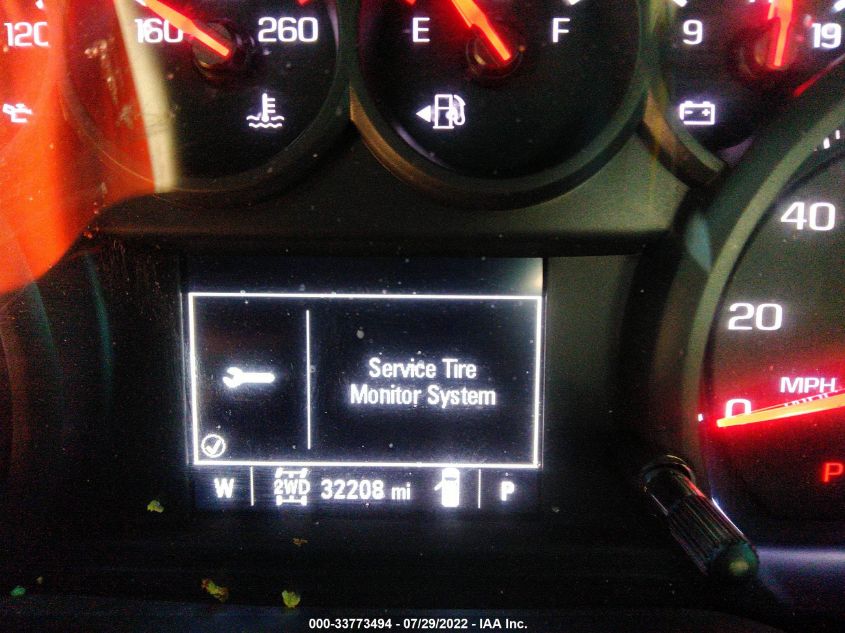 120 160 260 E F 9 19
40
20
MPH
0
Service Tire
Monitor System
W 2WD 32208 mi P
P
000-33773494 - 07/29/2022 - IAA Inc.